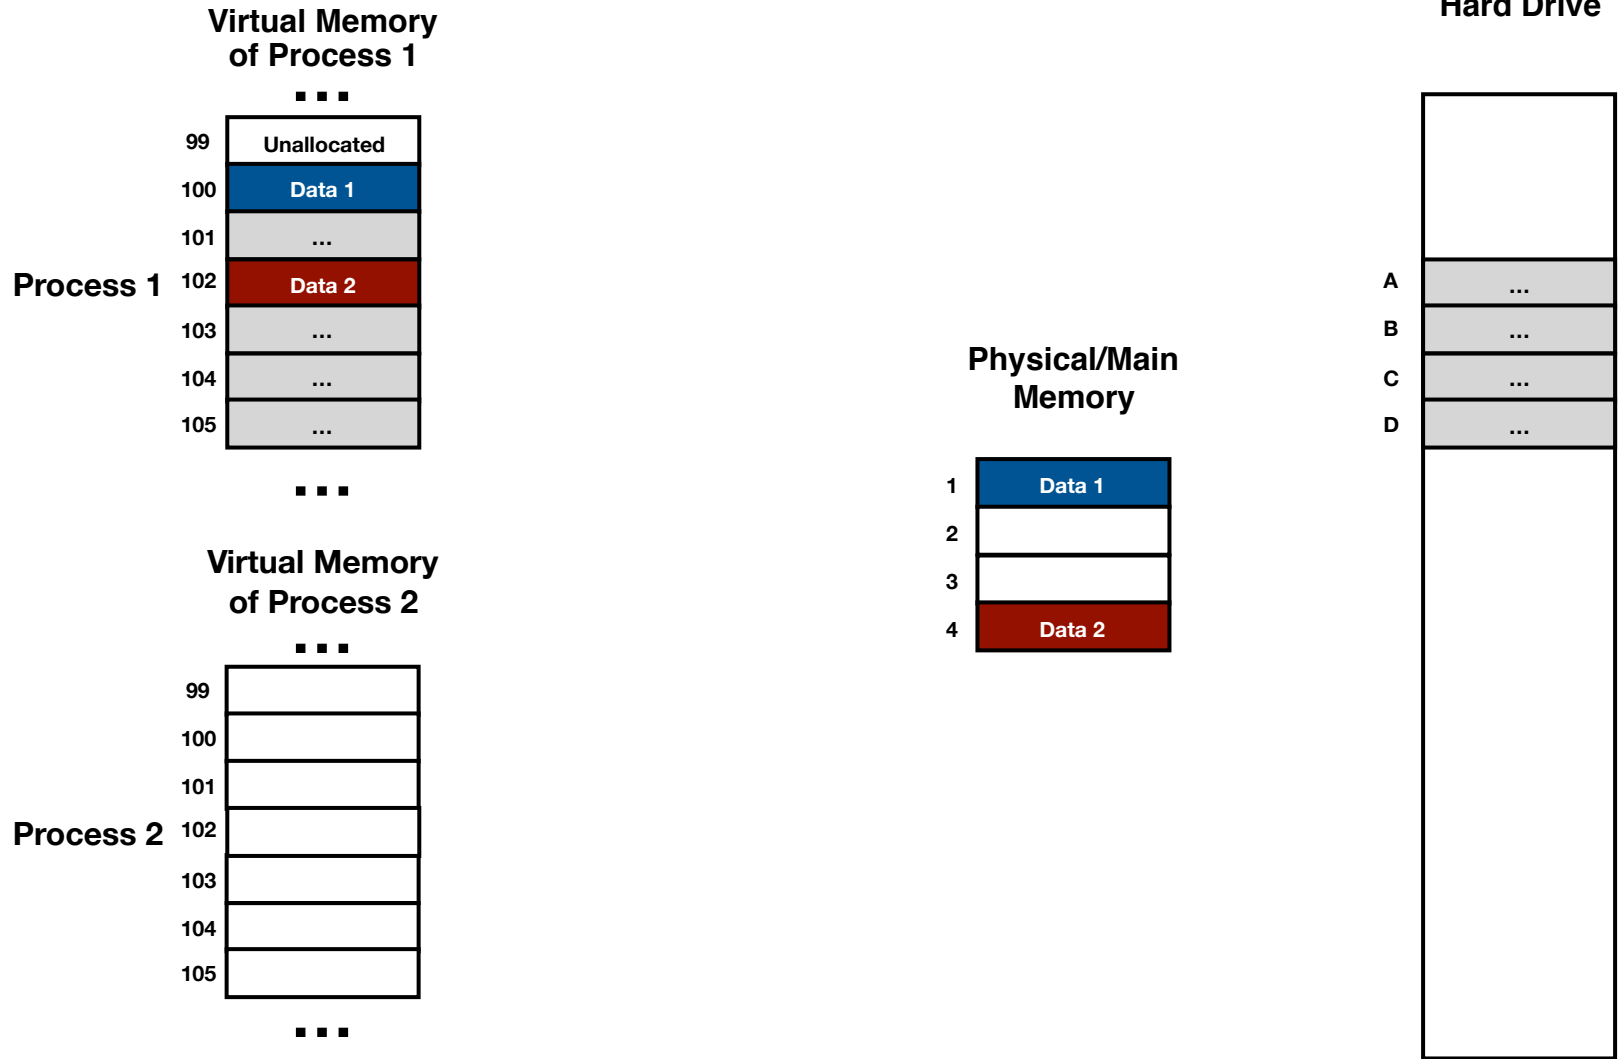 Virtual Memory
of Process 1
...
99 Unallocated
100 Data 1
101 ...
Process 1 102 Data 2
103 ...
104 ...
105 ...
...
Virtual Memory
of Process 2
...
99
100
101
Process 2 102
103
104
105
...
Physical/Main
Memory
1 Data 1
2
3
4 Data 2
Hard Drive
A ...
B ...
C ...
D ...